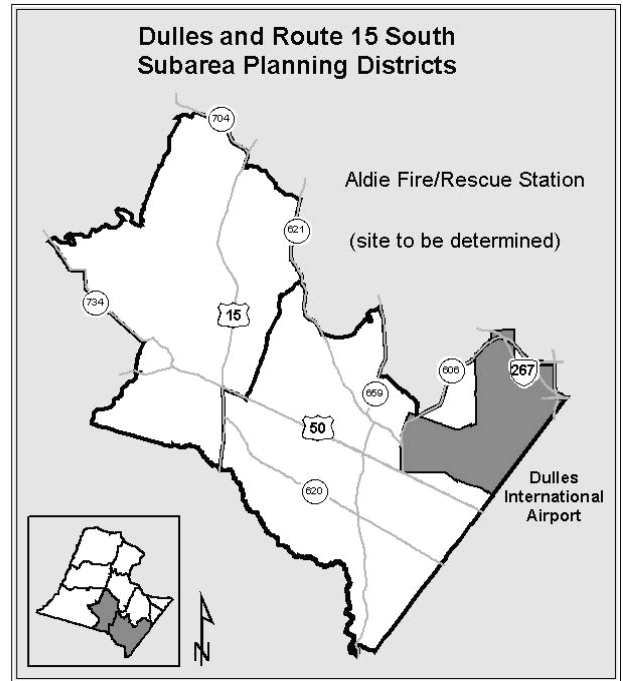 Dulles and Route 15 South
Subarea Planning Districts
704
Aldie Fire/Rescue Station
621
(site to be determined)
734
15
606
267
659
50
620
Dulles
International
Airport
N